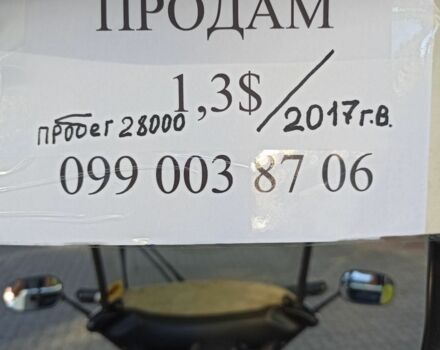 ПРОДАМ
1,3$ / 2017 г.в.
пробег 28000
099 003 87 06